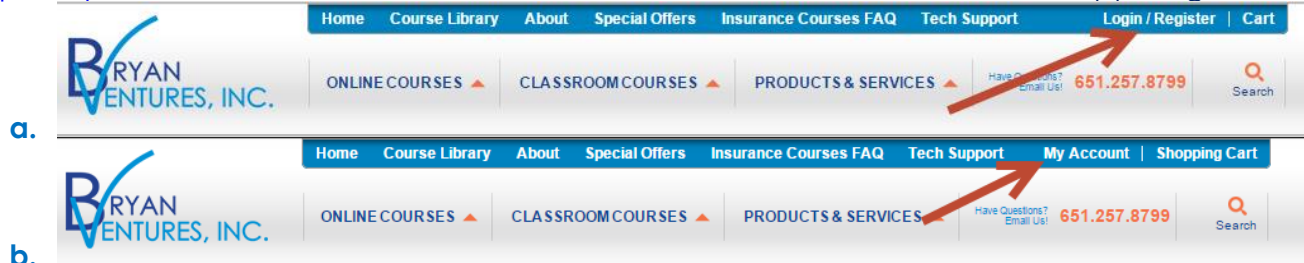 Home Course Library About Special Offers Insurance Courses FAQ Tech Support Login / Register | Cart
BRYAN
VENTURES, INC.
ONLINE COURSES CLASSROOM COURSES PRODUCTS & SERVICES Have Questions?
Email Us! 651.257.8799 Search
a.
Home Course Library About Special Offers Insurance Courses FAQ Tech Support My Account | Shopping Cart
BRYAN
VENTURES, INC.
ONLINE COURSES CLASSROOM COURSES PRODUCTS & SERVICES Have Questions?
Email Us! 651.257.8799 Search
b.